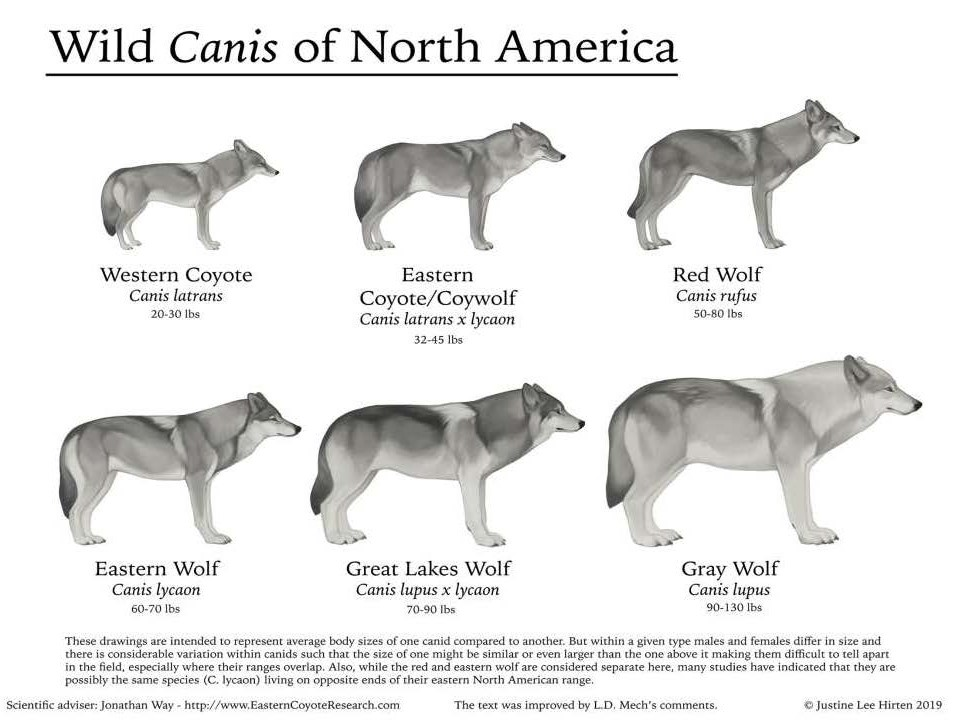 Wild Canis of North America
Western Coyote
Canis latrans
20-30 lbs
Eastern
Coyote/Coywolf
Canis latrans x lycaon
32-45 lbs
Red Wolf
Canis rufus
50-80 lbs
Eastern Wolf
Canis lycaon
60-70 lbs
Great Lakes Wolf
Canis lupus x lycaon
70-90 lbs
Gray Wolf
Canis lupus
90-130 lbs
These drawings are intended to represent average body sizes of one canid compared to another. But within a given type males and females differ in size and
there is considerable variation within canids such that the size of one might be similar or even larger than the one above it making them difficult to tell apart
in the field, especially where their ranges overlap. Also, while the red and eastern wolf are considered separate here, many studies have indicated that they are
possibly the same species (C. lycaon) living on opposite ends of their eastern North American range.
Scientific adviser: Jonathan Way - http://www.EasternCoyoteResearch.com
The text was improved by L.D. Mech's comments.
© Justine Lee Hirten 2019